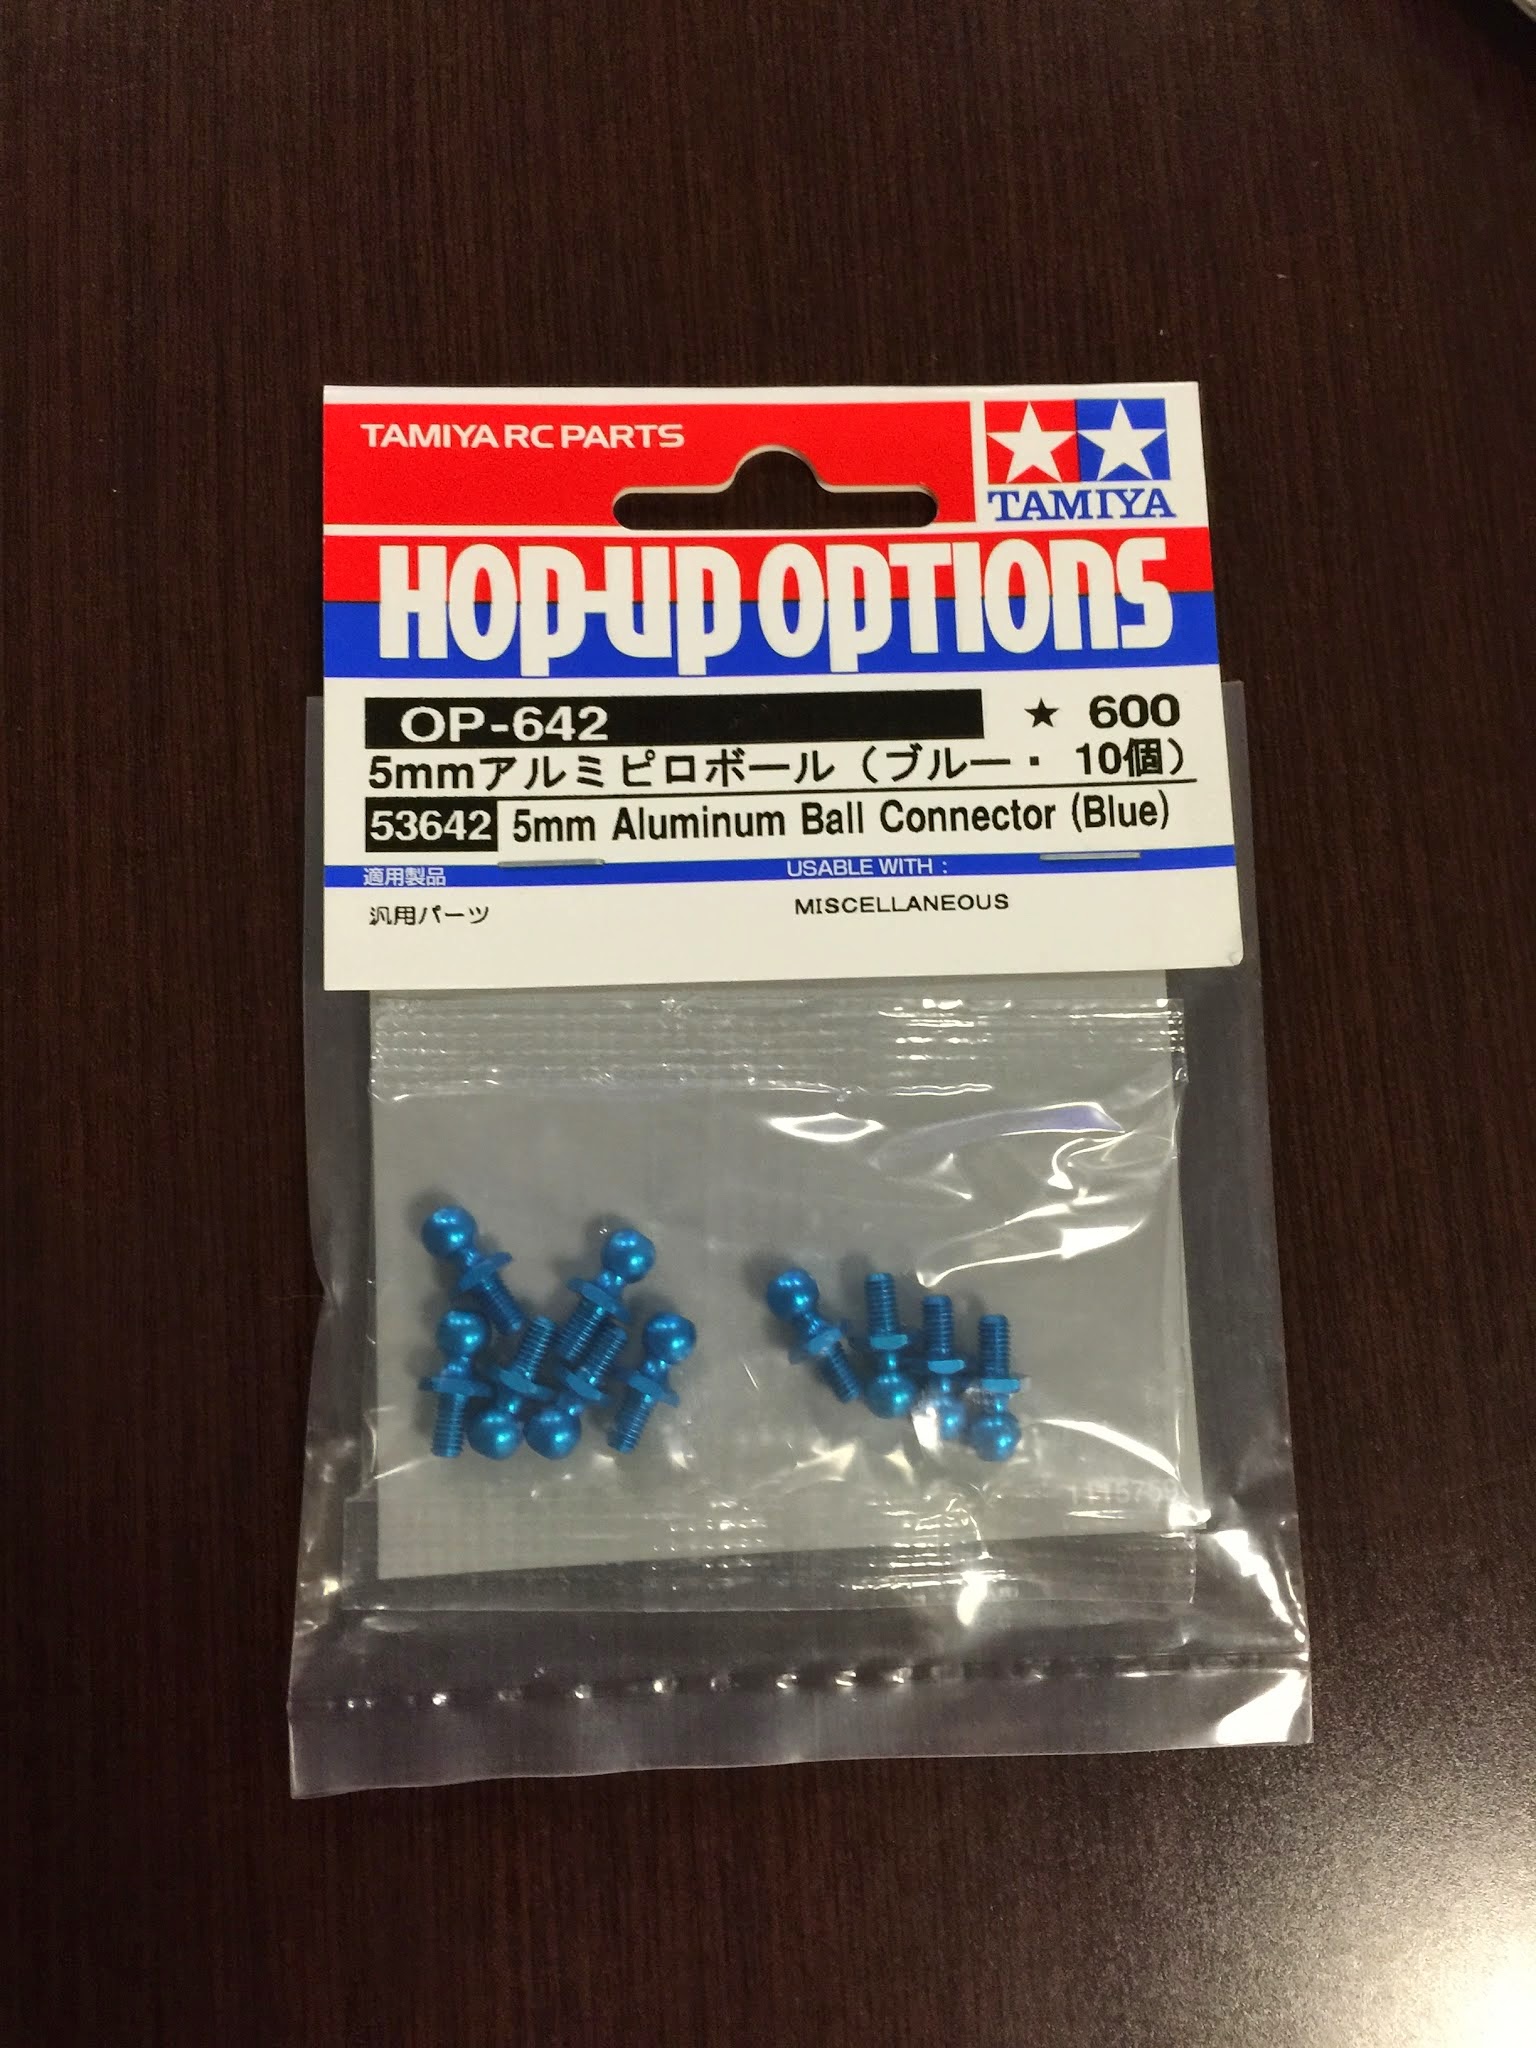 TAMIYA RC PARTS
TAMIYA
HOP-UP OPTIONS
OP-642 ★ 600
5mmアルミピロボール（ブルー・10個）
53642 5mm Aluminum Ball Connector (Blue)
適用製品 USABLE WITH :
汎用パーツ MISCELLANEOUS